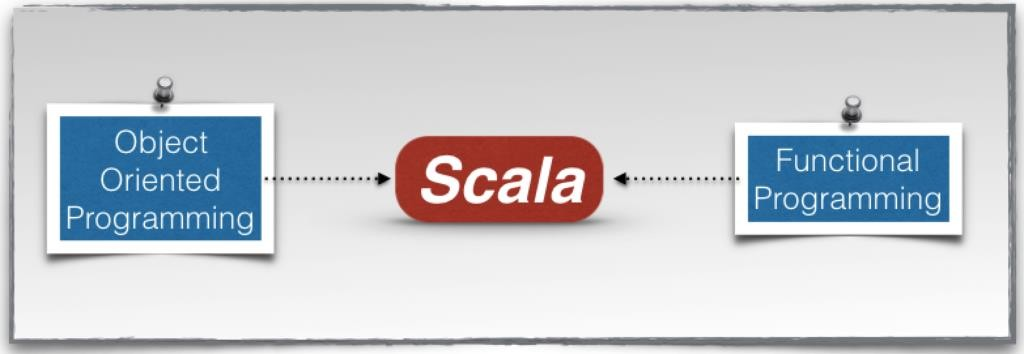 Object
Oriented
Programming
Scala
Functional
Programming